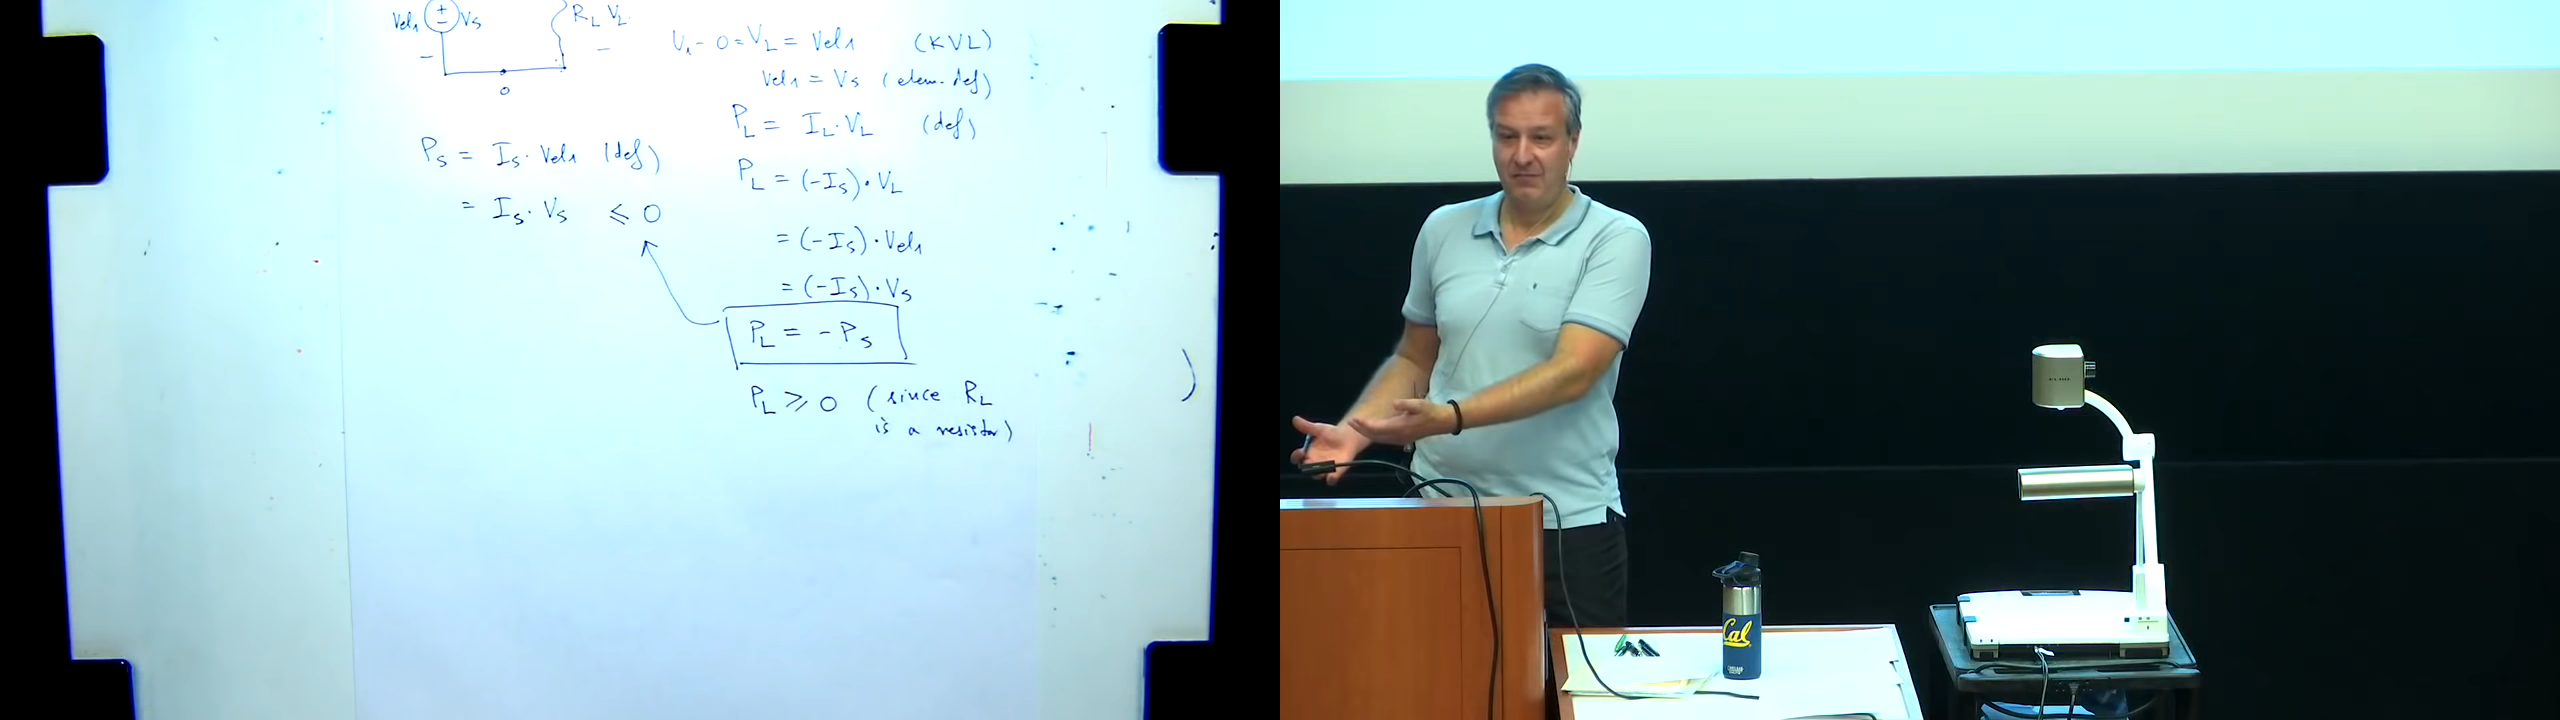 Vel1 + − Vs
RL VL
−
−
0
U1 - 0 = VL = Vel1 (KVL)
Vel1 = Vs (elem. def)
PL = IL · VL (def)
PS = IS · Vel1 (def)
= IS · VS ⩽ 0
PL = (-IS) · VL
= (-IS) · Vel1
= (-IS) · VS
PL = - PS
PL ⩾ 0 (since RL
is a resistor)
Cal